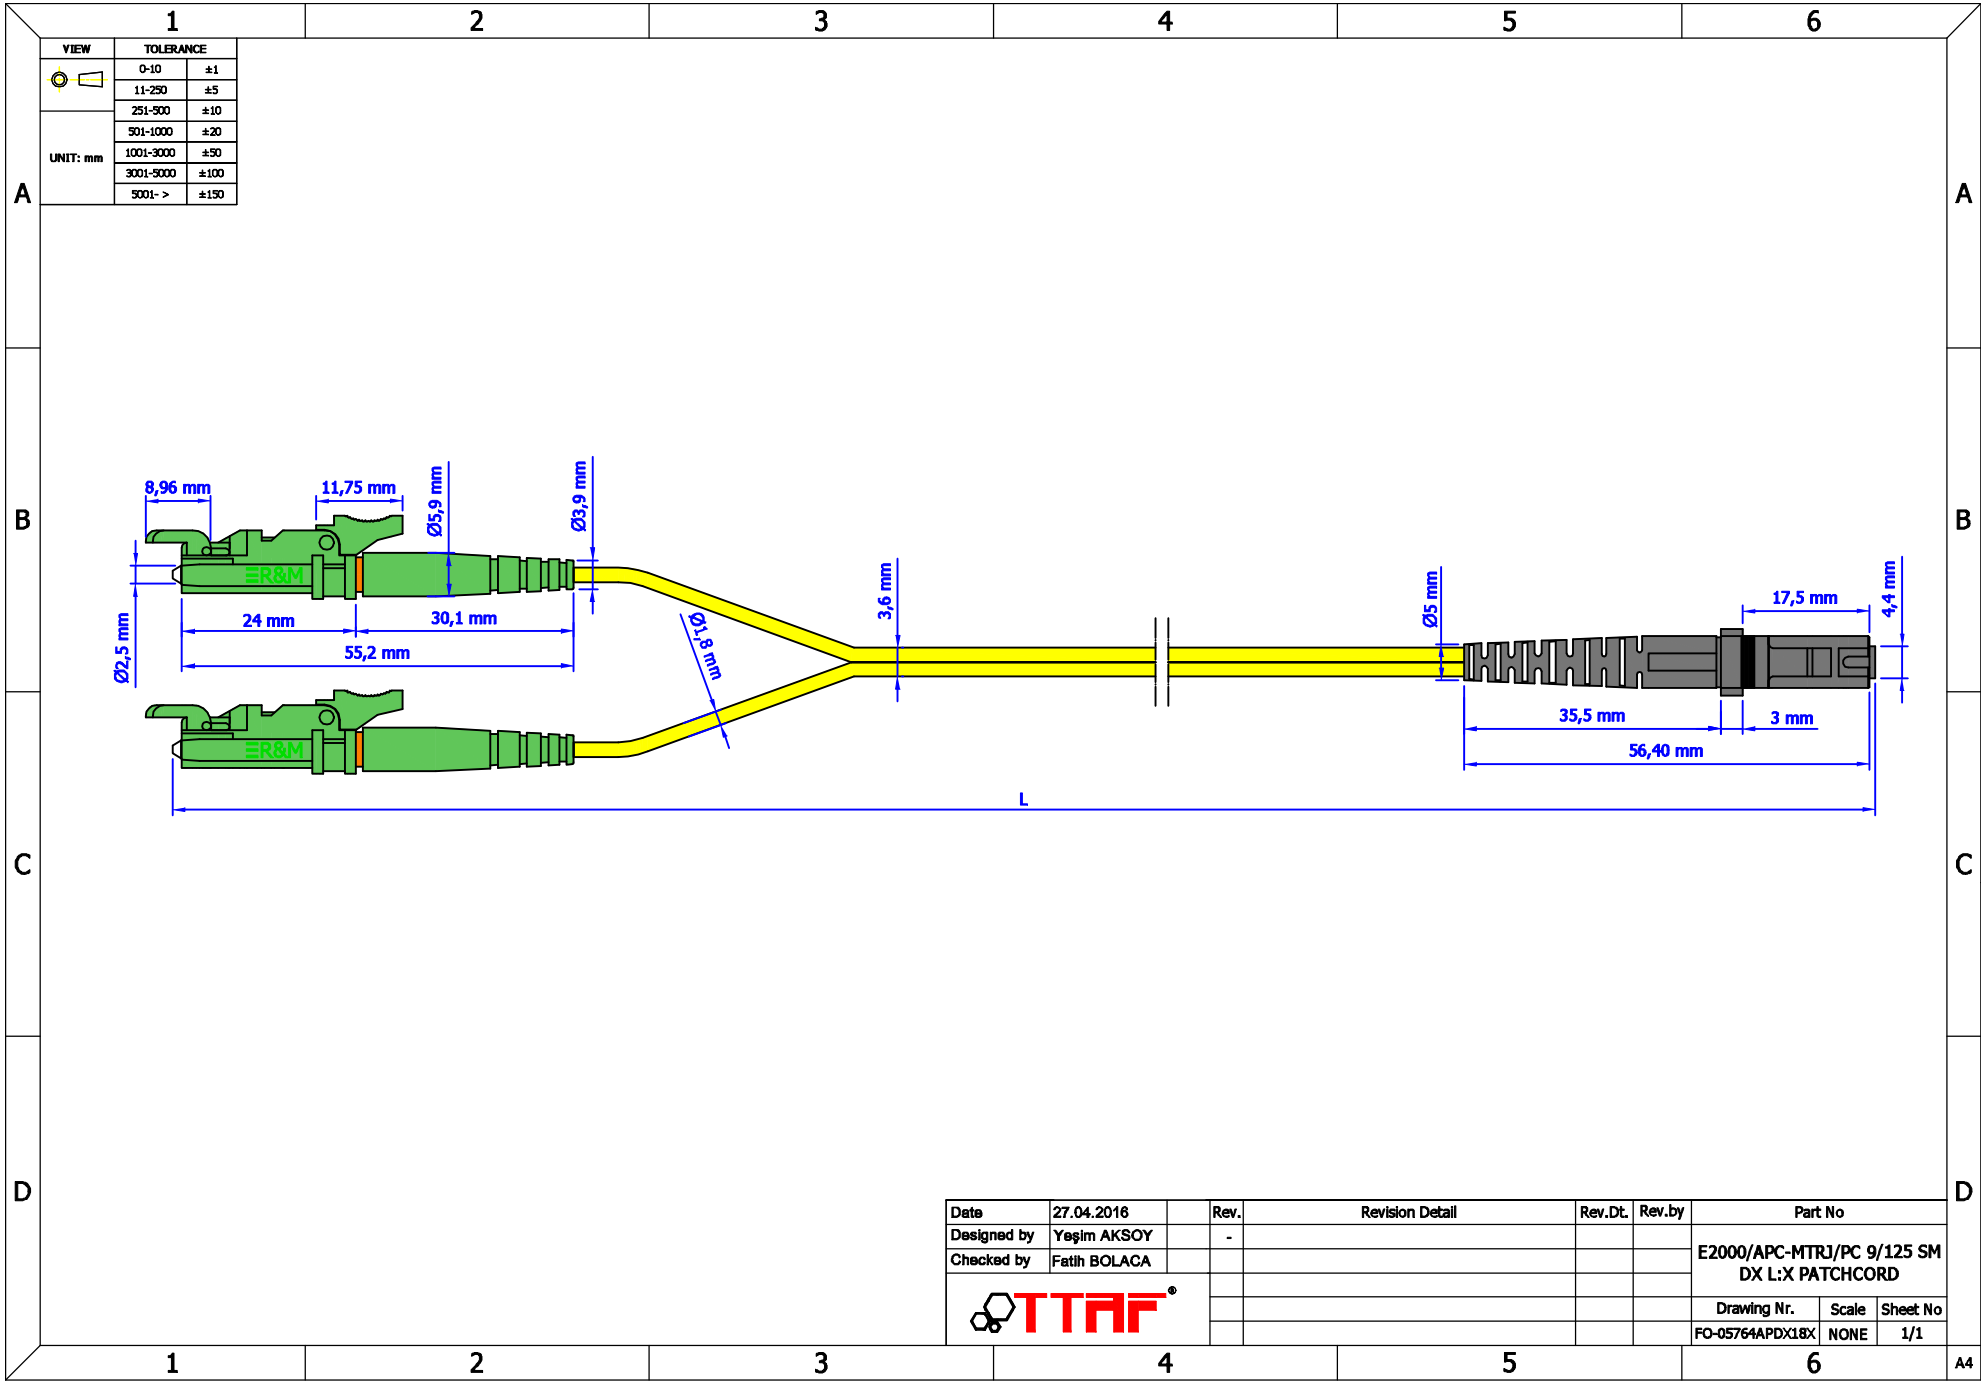 1 2 3 4 5 6
VIEW TOLERANCE
0-10 ±1
11-250 ±5
251-500 ±10
501-1000 ±20
UNIT: mm 1001-3000 ±50
3001-5000 ±100
5001- > ±150
A A
B B
8,96 mm 11,75 mm Ø5,9 mm Ø3,9 mm
≡R&M
24 mm 30,1 mm
55,2 mm
Ø2,5 mm
Ø1,8 mm
3,6 mm
Ø5 mm
17,5 mm 4,4 mm
35,5 mm 3 mm
56,40 mm
≡R&M
L
C C
D D
Date 27.04.2016 Rev. Revision Detail Rev.Dt. Rev.by Part No
Designed by Yeşim AKSOY -
Checked by Fatih BOLACA
E2000/APC-MTRJ/PC 9/125 SM
DX L:X PATCHCORD
TTAF®
Drawing Nr. Scale Sheet No
FO-05764APDX18X NONE 1/1
1 2 3 4 5 6 A4